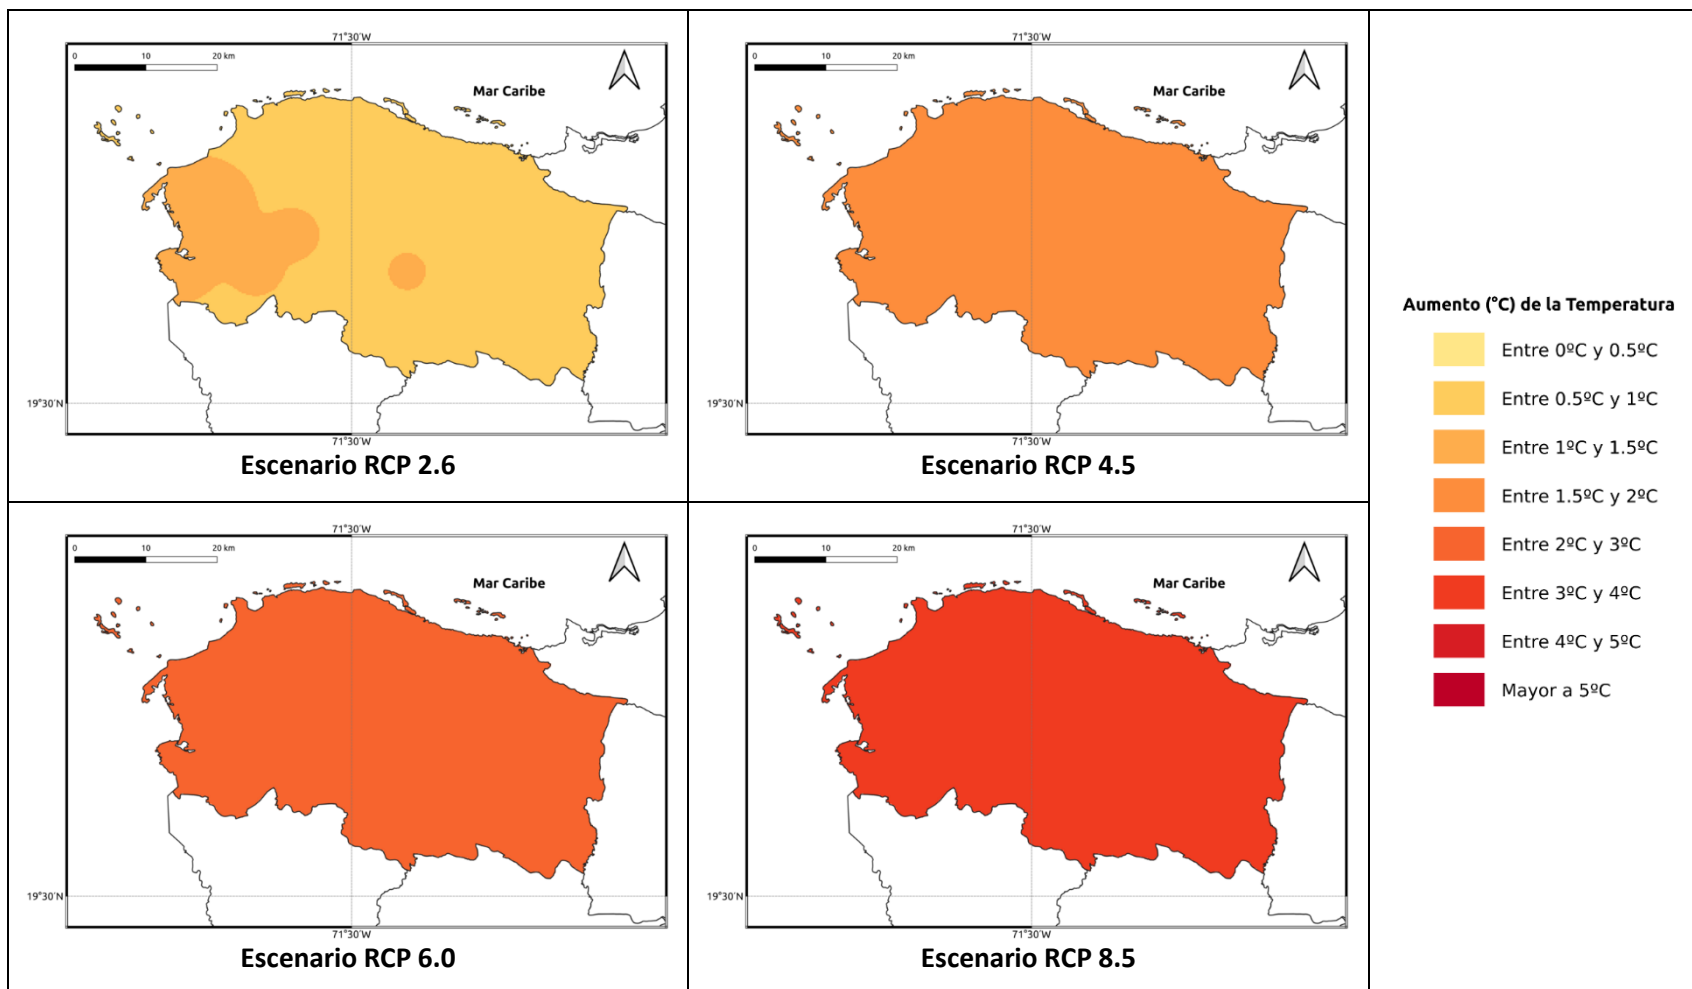 71°30'W
0 10 20 km
Mar Caribe
19°30'N
71°30'W
Escenario RCP 2.6
71°30'W
0 10 20 km
Mar Caribe
71°30'W
Escenario RCP 4.5
Aumento (°C) de la Temperatura
Entre 0ºC y 0.5ºC
Entre 0.5ºC y 1ºC
Entre 1ºC y 1.5ºC
Entre 1.5ºC y 2ºC
Entre 2ºC y 3ºC
Entre 3ºC y 4ºC
Entre 4ºC y 5ºC
Mayor a 5ºC
71°30'W
0 10 20 km
Mar Caribe
19°30'N
71°30'W
Escenario RCP 6.0
71°30'W
0 10 20 km
Mar Caribe
71°30'W
Escenario RCP 8.5